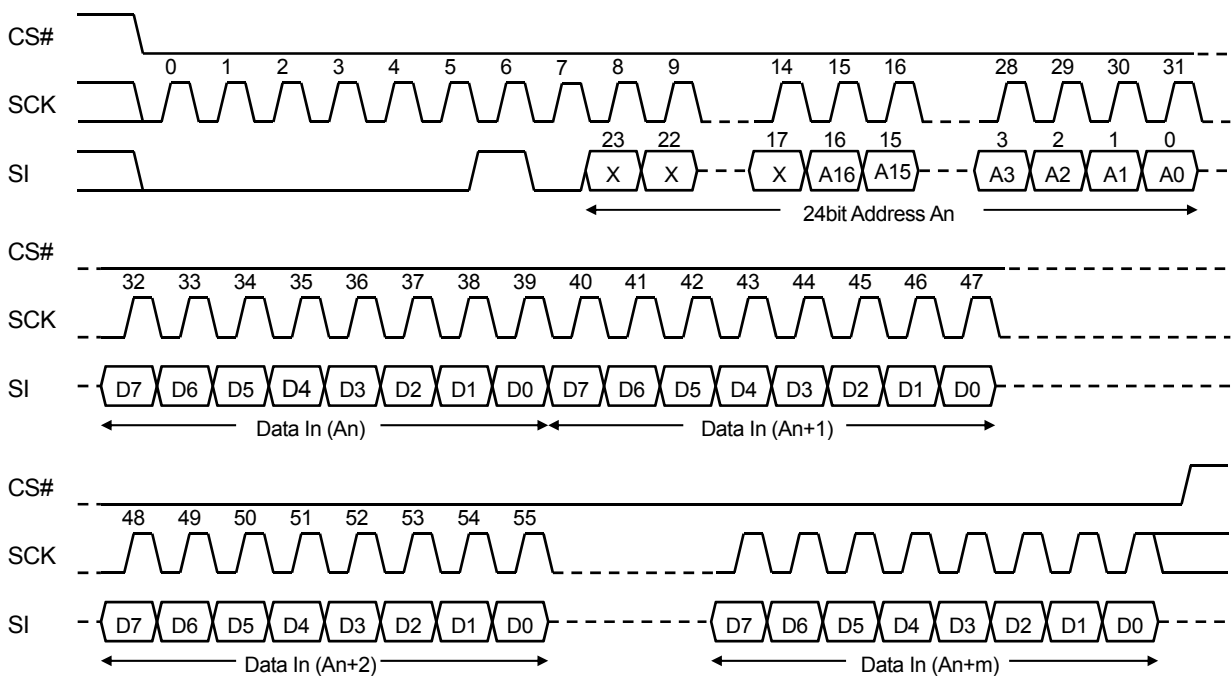 CS#
0 1 2 3 4 5 6 7 8 9 14 15 16 28 29 30 31
SCK
23 22 17 16 15 3 2 1 0
SI X X X A16 A15 A3 A2 A1 A0
24bit Address An
CS#
32 33 34 35 36 37 38 39 40 41 42 43 44 45 46 47
SCK
SI D7 D6 D5 D4 D3 D2 D1 D0 D7 D6 D5 D4 D3 D2 D1 D0
Data In (An) Data In (An+1)
CS#
48 49 50 51 52 53 54 55
SCK
SI D7 D6 D5 D4 D3 D2 D1 D0 D7 D6 D5 D4 D3 D2 D1 D0
Data In (An+2) Data In (An+m)